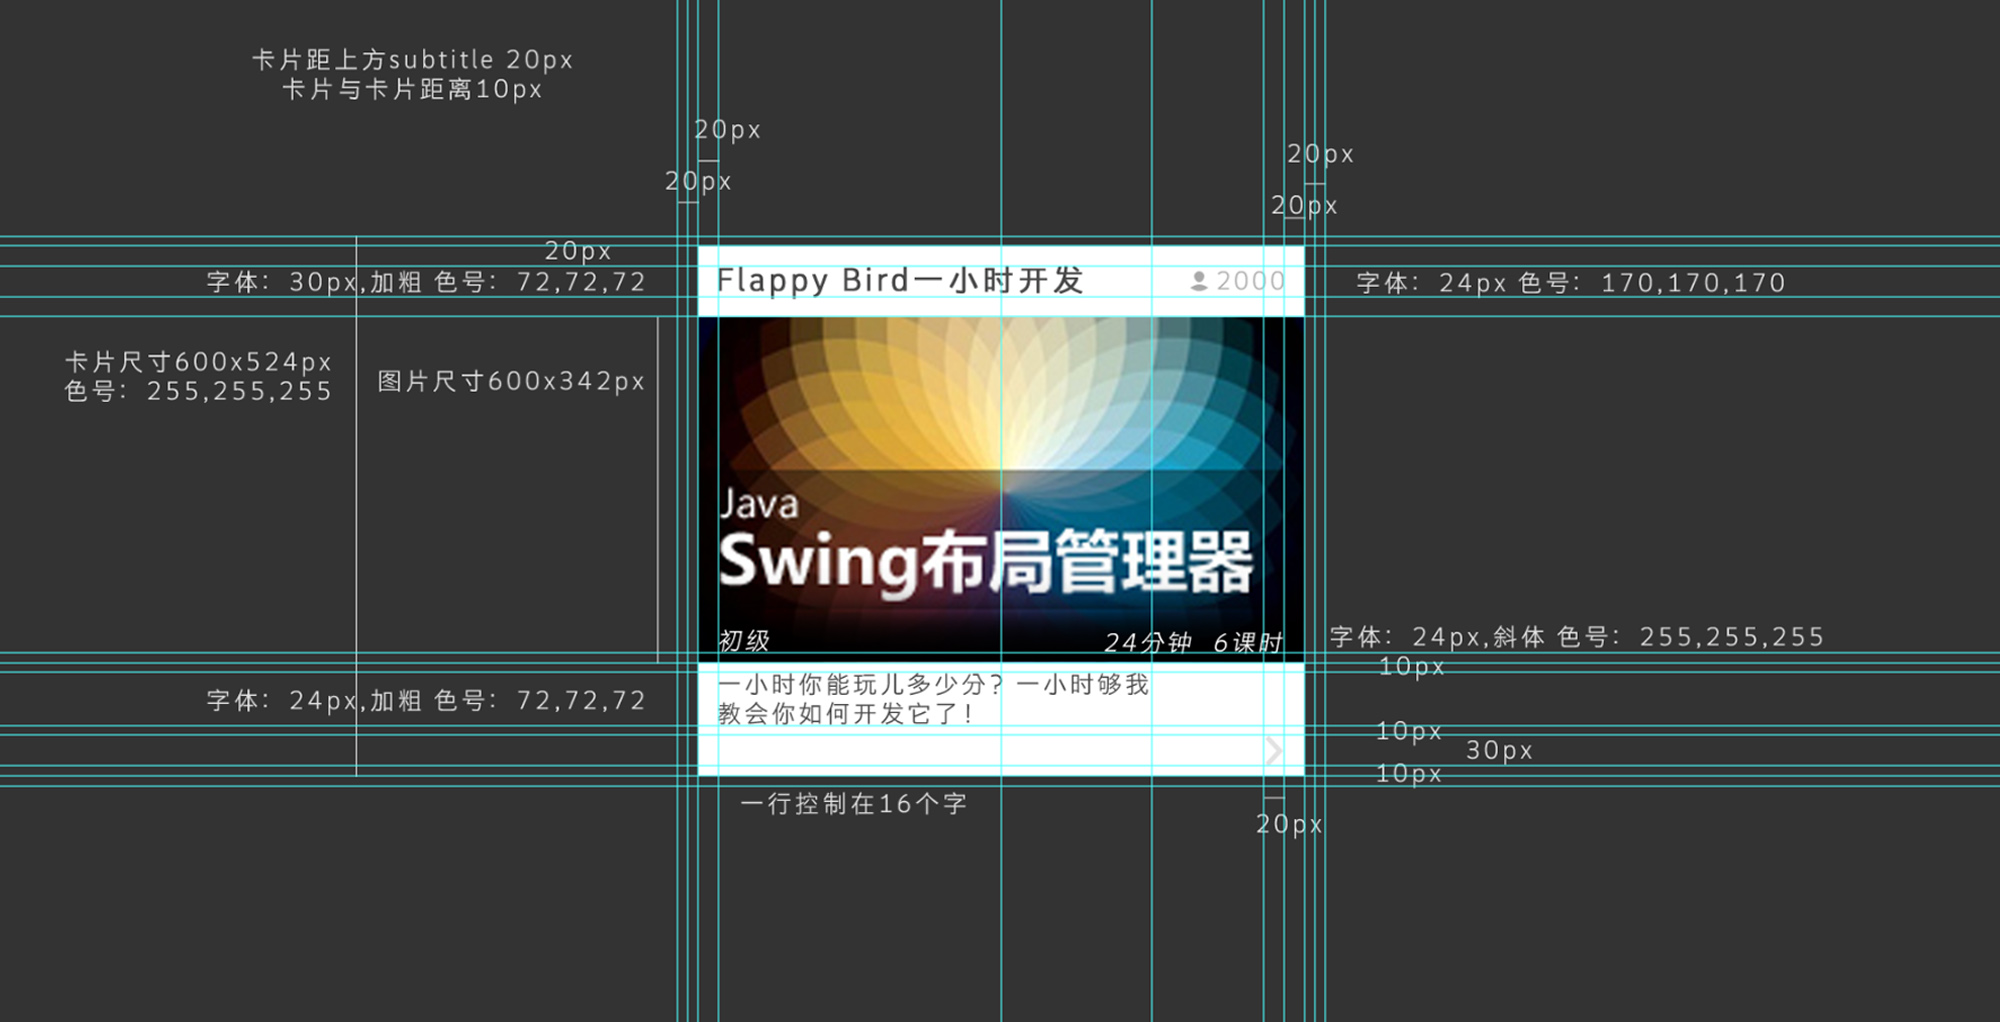 卡片距上方subtitle 20px
卡片与卡片距离10px
20px
20px
20px
20px
20px
字体：30px,加粗 色号：72,72,72
Flappy Bird一小时开发
2000
字体：24px 色号：170,170,170
卡片尺寸600x524px
色号：255,255,255
图片尺寸600x342px
Java
Swing布局管理器
初级
24分钟 6课时
字体：24px,斜体 色号：255,255,255
10px
字体：24px,加粗 色号：72,72,72
一小时你能玩儿多少分？一小时够我
教会你如何开发它了！
10px
30px
10px
一行控制在16个字
20px